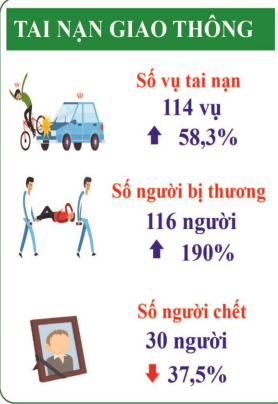 TAI NẠN GIAO THÔNG
Số vụ tai nạn
114 vụ
⬆ 58,3%
Số người bị thương
116 người
⬆ 190%
Số người chết
30 người
⬇ 37,5%